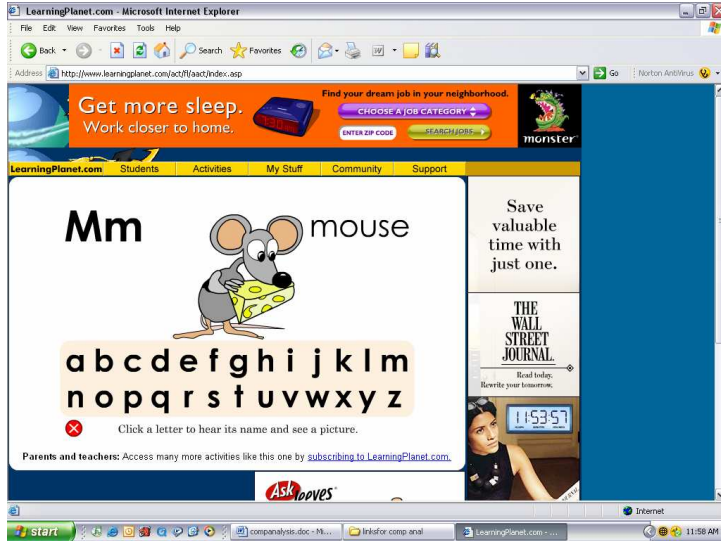 LearningPlanet.com - Microsoft Internet Explorer
File Edit View Favorites Tools Help
Back Search Favorites
Address http://www.learningplanet.com/act/fl/aact/index.asp Go Norton AntiVirus
Get more sleep.
Work closer to home.
Find your dream job in your neighborhood.
CHOOSE A JOB CATEGORY
ENTER ZIP CODE SEARCH JOBS
monster
LearningPlanet.com Students Activities My Stuff Community Support
Mm mouse
Save
valuable
time with
just one.
THE
WALL
STREET
JOURNAL.
Read today.
Rewrite your tomorrow.
a b c d e f g h i j k l m
n o p q r s t u v w x y z
Click a letter to hear its name and see a picture.
11:53:57
Parents and teachers: Access many more activities like this one by subscribing to LearningPlanet.com.
Ask Jeeves
Internet
start companalysis.doc - Mi... linksfor comp anal LearningPlanet.com - ... 11:58 AM